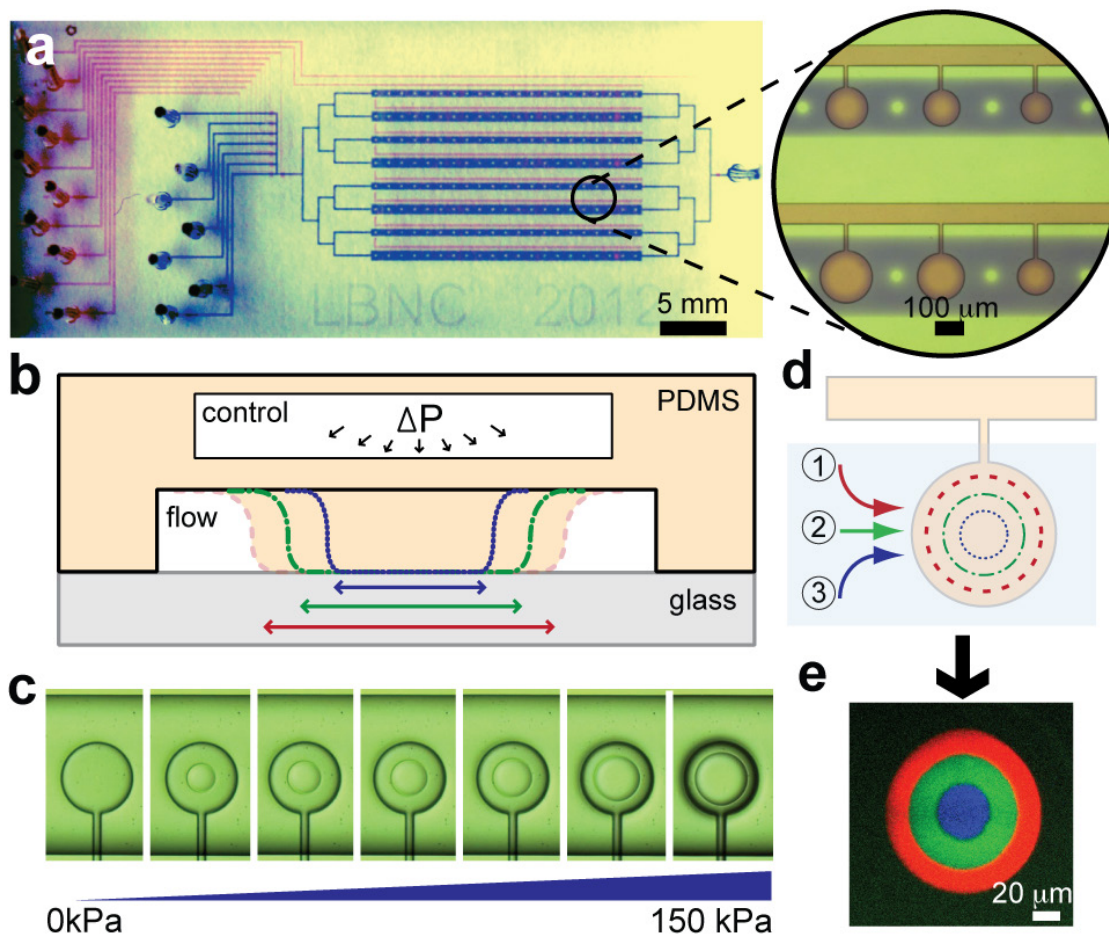 a
LBNC 2012
5 mm
100 μm
b
control
ΔP
PDMS
flow
glass
d
1
2
3
c
0kPa
150 kPa
e
20 μm